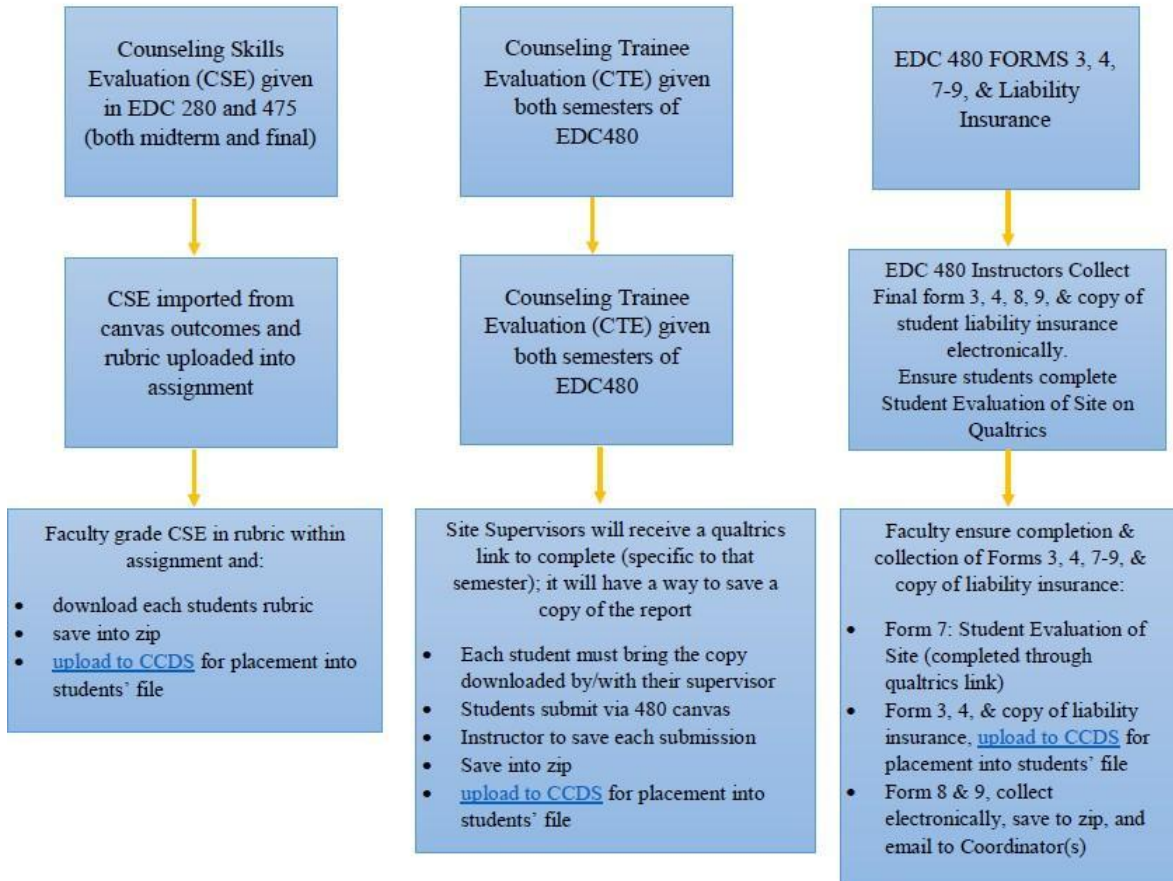 Counseling Skills
Evaluation (CSE) given
in EDC 280 and 475
(both midterm and final)
CSE imported from
canvas outcomes and
rubric uploaded into
assignment
Faculty grade CSE in rubric within
assignment and:
• download each students rubric
• save into zip
• upload to CCDS for placement into
students’ file
Counseling Trainee
Evaluation (CTE) given
both semesters of
EDC480
Counseling Trainee
Evaluation (CTE) given
both semesters of
EDC480
Site Supervisors will receive a qualtrics
link to complete (specific to that
semester); it will have a way to save a
copy of the report
• Each student must bring the copy
downloaded by/with their supervisor
• Students submit via 480 canvas
• Instructor to save each submission
• Save into zip
• upload to CCDS for placement into
students’ file
EDC 480 FORMS 3, 4,
7-9, & Liability
Insurance
EDC 480 Instructors Collect
Final form 3, 4, 8, 9, & copy of
student liability insurance
electronically.
Ensure students complete
Student Evaluation of Site on
Qualtrics
Faculty ensure completion &
collection of Forms 3, 4, 7-9, &
copy of liability insurance:
• Form 7: Student Evaluation of
Site (completed through
qualtrics link)
• Form 3, 4, & copy of liability
insurance, upload to CCDS for
placement into students’ file
• Form 8 & 9, collect
electronically, save to zip, and
email to Coordinator(s)